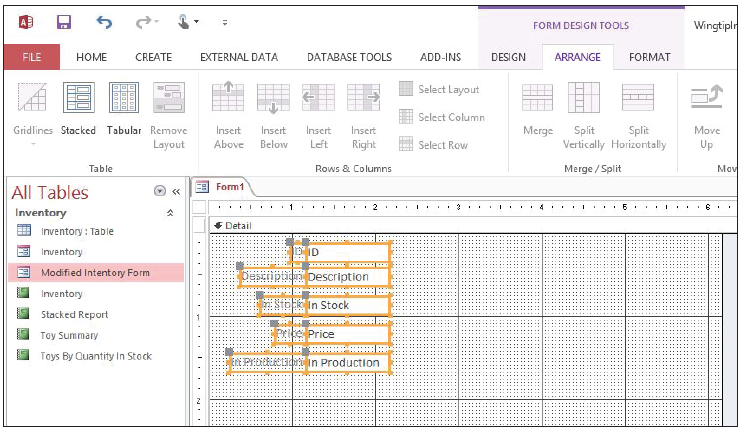 FORM DESIGN TOOLS WingtipIn
FILE HOME CREATE EXTERNAL DATA DATABASE TOOLS ADD-INS DESIGN ARRANGE FORMAT
Gridlines Stacked Tabular Remove Layout
Insert Above Insert Below Insert Left Insert Right
Select Layout
Select Column
Select Row
Merge Split Vertically Split Horizontally Move Up
Table Rows & Columns Merge / Split Mov
All Tables «
Inventory
Inventory : Table
Inventory
Modified Intentory Form
Inventory
Stacked Report
Toy Summary
Toys By Quantity In Stock
Form1
1 2 3 4 5 6
Detail
ID ID
Description Description
In Stock In Stock
1
Price Price
In Production In Production
2